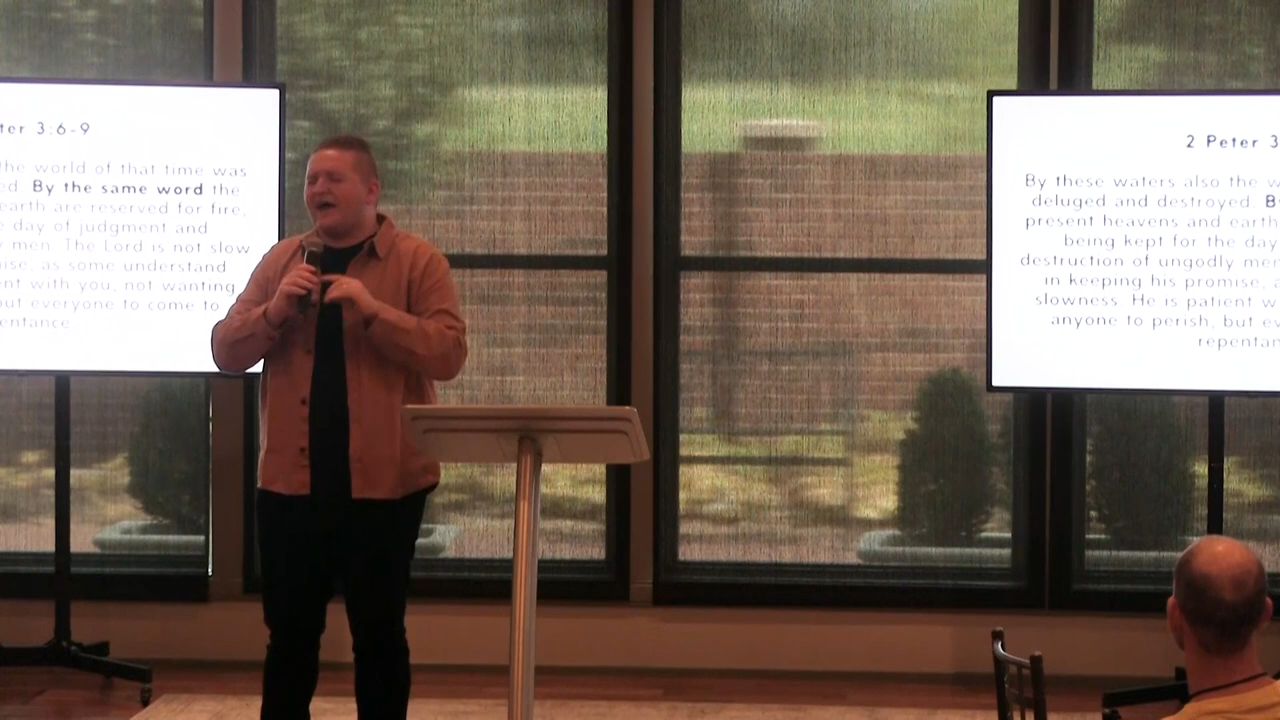 ter 3:6-9
the world of that time was
ed. By the same word the
earth are reserved for fire,
e day of judgment and
y men. The Lord is not slow
ise, as some understand
ent with you, not wanting
but everyone to come to
entance.
2 Peter 3
By these waters also the w
deluged and destroyed. B
present heavens and earth
being kept for the day
destruction of ungodly men
in keeping his promise, a
slowness. He is patient w
anyone to perish, but ev
repentan